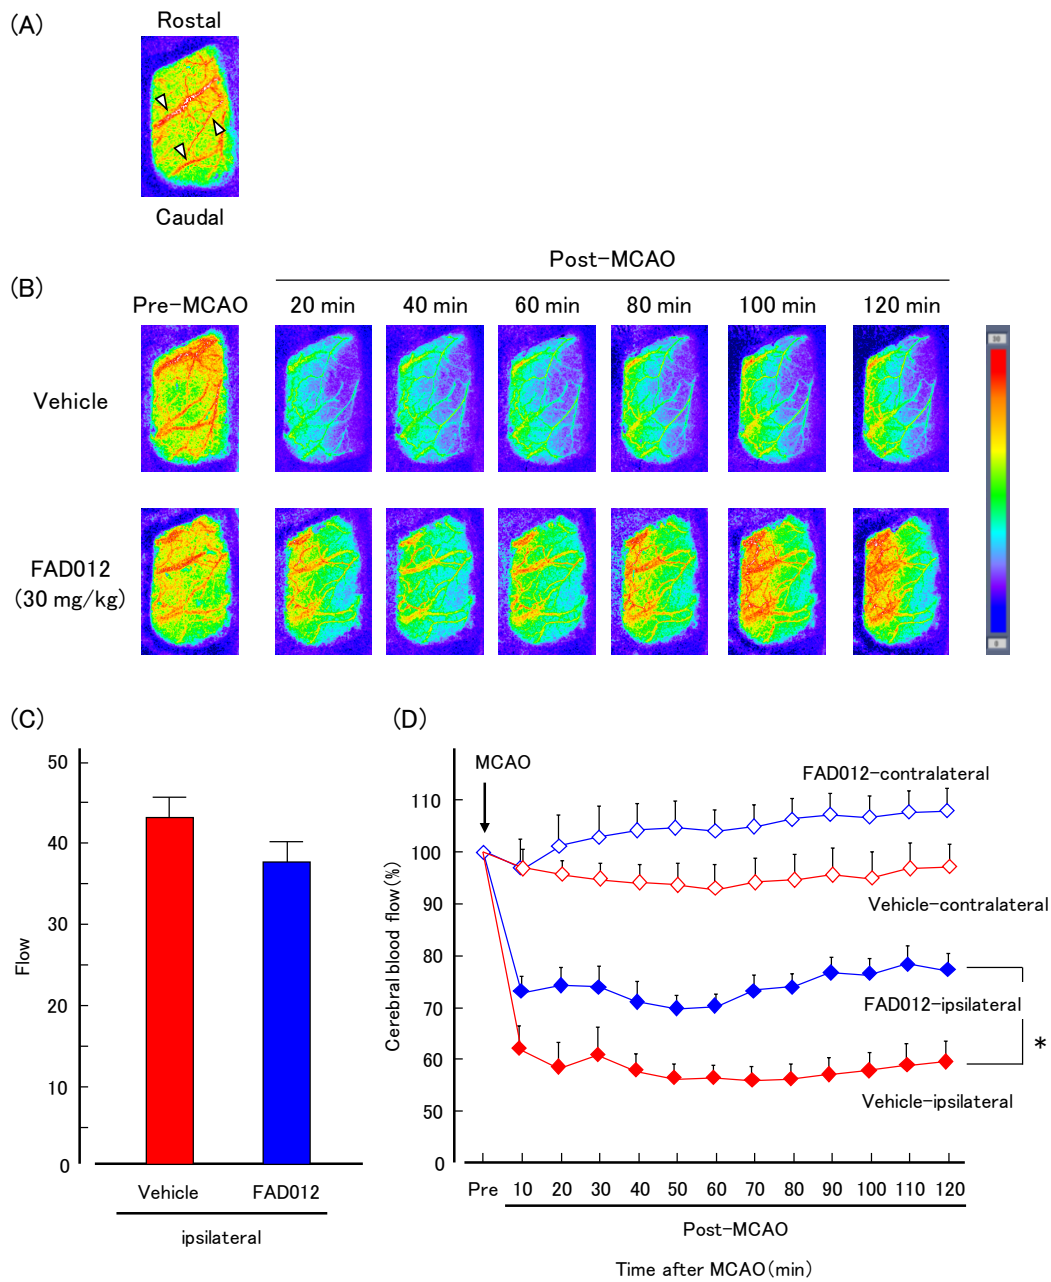 (A)
Rostal
Caudal
(B)
Post-MCAO
Pre-MCAO 20 min 40 min 60 min 80 min 100 min 120 min
Vehicle
FAD012
(30 mg/kg)
(C)
50
40
30
20
10
0
Flow
Vehicle FAD012
ipsilateral
(D)
MCAO
110
100
90
80
70
60
50
0
Cerebral blood flow(%)
FAD012-contralateral
Vehicle-contralateral
FAD012-ipsilateral
*
Vehicle-ipsilateral
Pre 10 20 30 40 50 60 70 80 90 100 110 120
Post-MCAO
Time after MCAO(min)